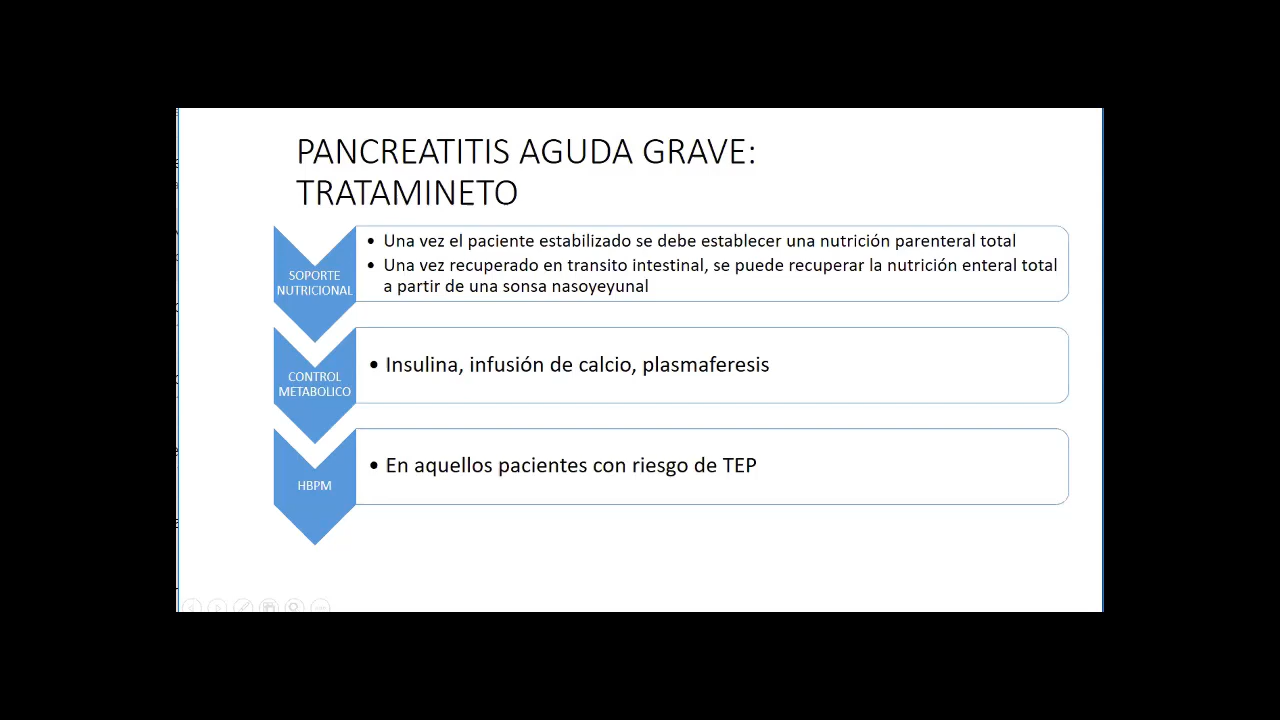 PANCREATITIS AGUDA GRAVE:
TRATAMINETO
SOPORTE
NUTRICIONAL
• Una vez el paciente estabilizado se debe establecer una nutrición parenteral total
• Una vez recuperado en transito intestinal, se puede recuperar la nutrición enteral total
a partir de una sonsa nasoyeyunal
CONTROL
METABOLICO
• Insulina, infusión de calcio, plasmaferesis
HBPM
• En aquellos pacientes con riesgo de TEP